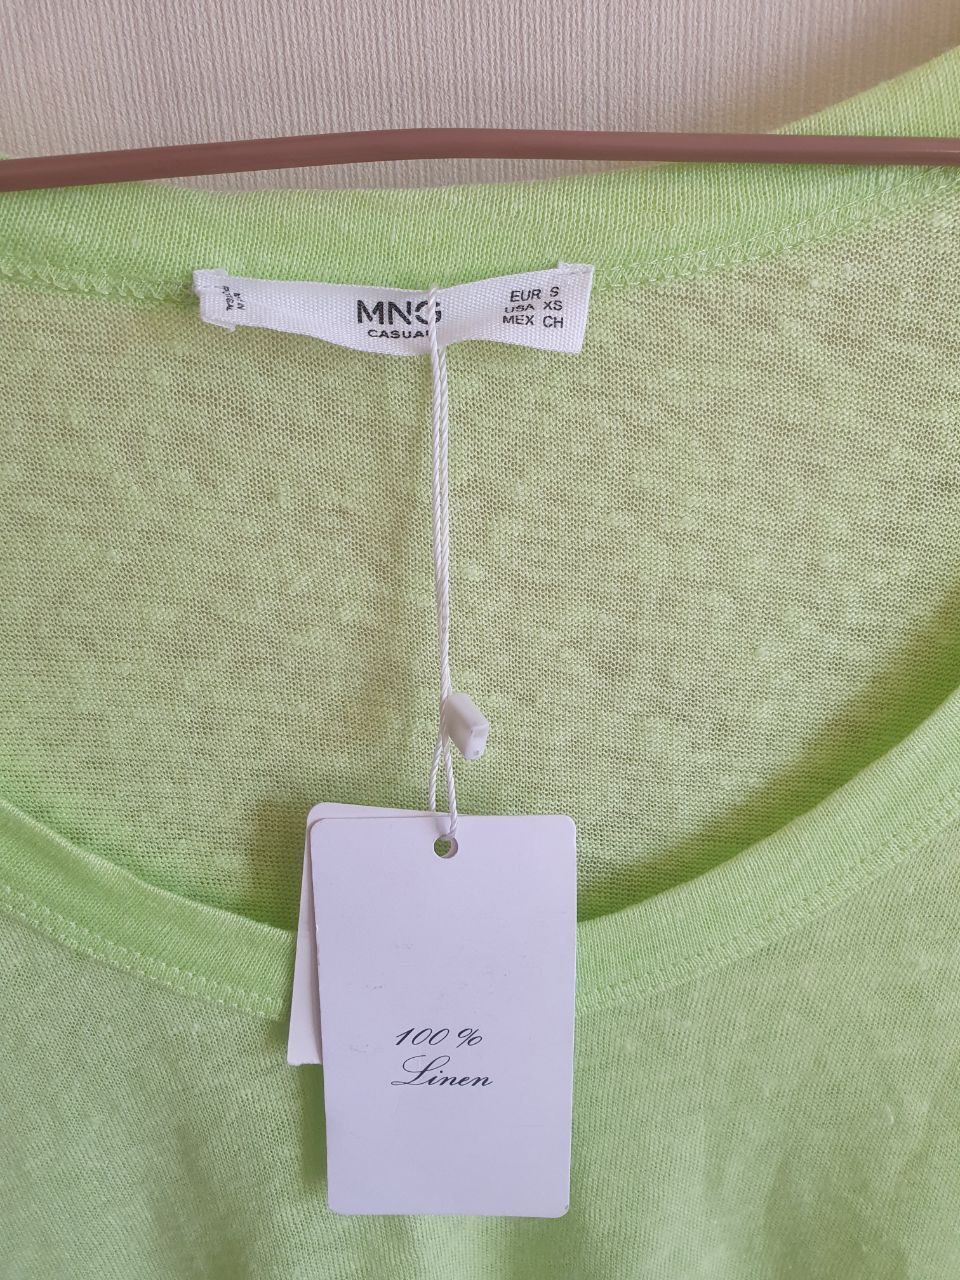 MNG
CASUAL
EUR S
USA XS
MEX CH
100 %
Linen